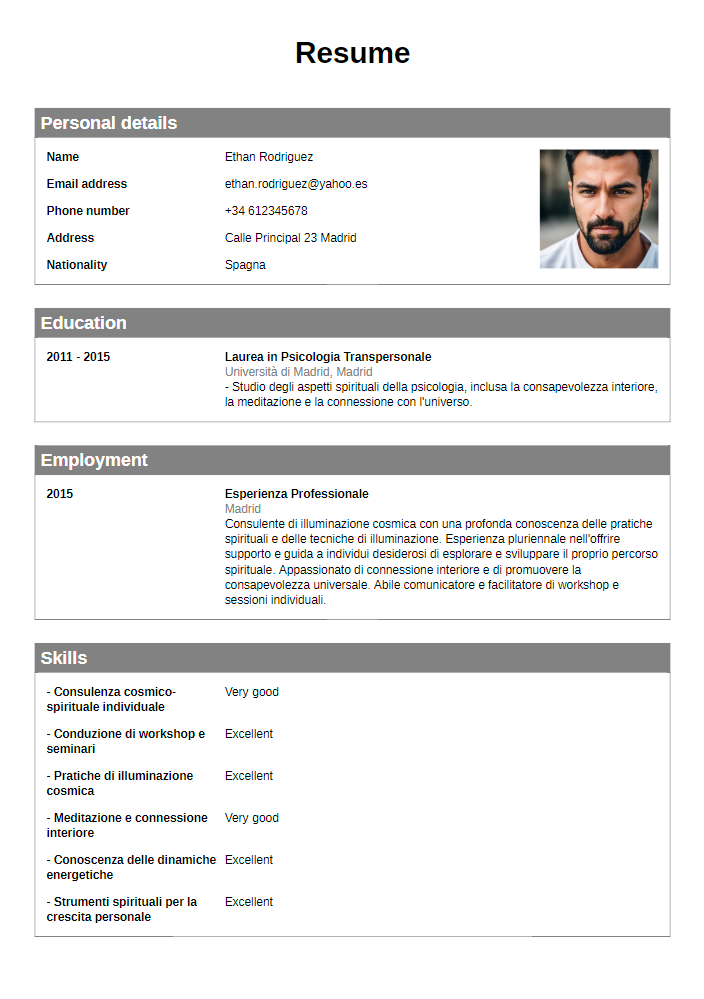 Resume
Personal details
Name Ethan Rodriguez
Email address ethan.rodriguez@yahoo.es
Phone number +34 612345678
Address Calle Principal 23 Madrid
Nationality Spagna
Education
2011 - 2015 Laurea in Psicologia Transpersonale
Università di Madrid, Madrid
- Studio degli aspetti spirituali della psicologia, inclusa la consapevolezza interiore,
la meditazione e la connessione con l'universo.
Employment
2015 Esperienza Professionale
Madrid
Consulente di illuminazione cosmica con una profonda conoscenza delle pratiche
spirituali e delle tecniche di illuminazione. Esperienza pluriennale nell'offrire
supporto e guida a individui desiderosi di esplorare e sviluppare il proprio percorso
spirituale. Appassionato di connessione interiore e di promuovere la
consapevolezza universale. Abile comunicatore e facilitatore di workshop e
sessioni individuali.
Skills
- Consulenza cosmico- Very good
spirituale individuale
- Conduzione di workshop e Excellent
seminari
- Pratiche di illuminazione Excellent
cosmica
- Meditazione e connessione Very good
interiore
- Conoscenza delle dinamiche Excellent
energetiche
- Strumenti spirituali per la Excellent
crescita personale